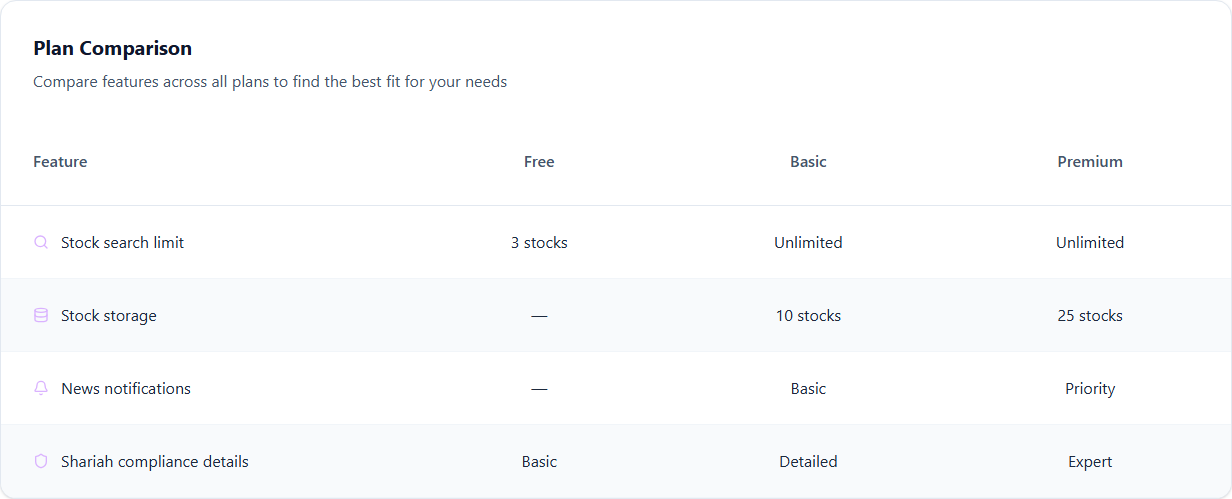 Plan Comparison
Compare features across all plans to find the best fit for your needs
Feature Free Basic Premium
Stock search limit 3 stocks Unlimited Unlimited
Stock storage — 10 stocks 25 stocks
News notifications — Basic Priority
Shariah compliance details Basic Detailed Expert